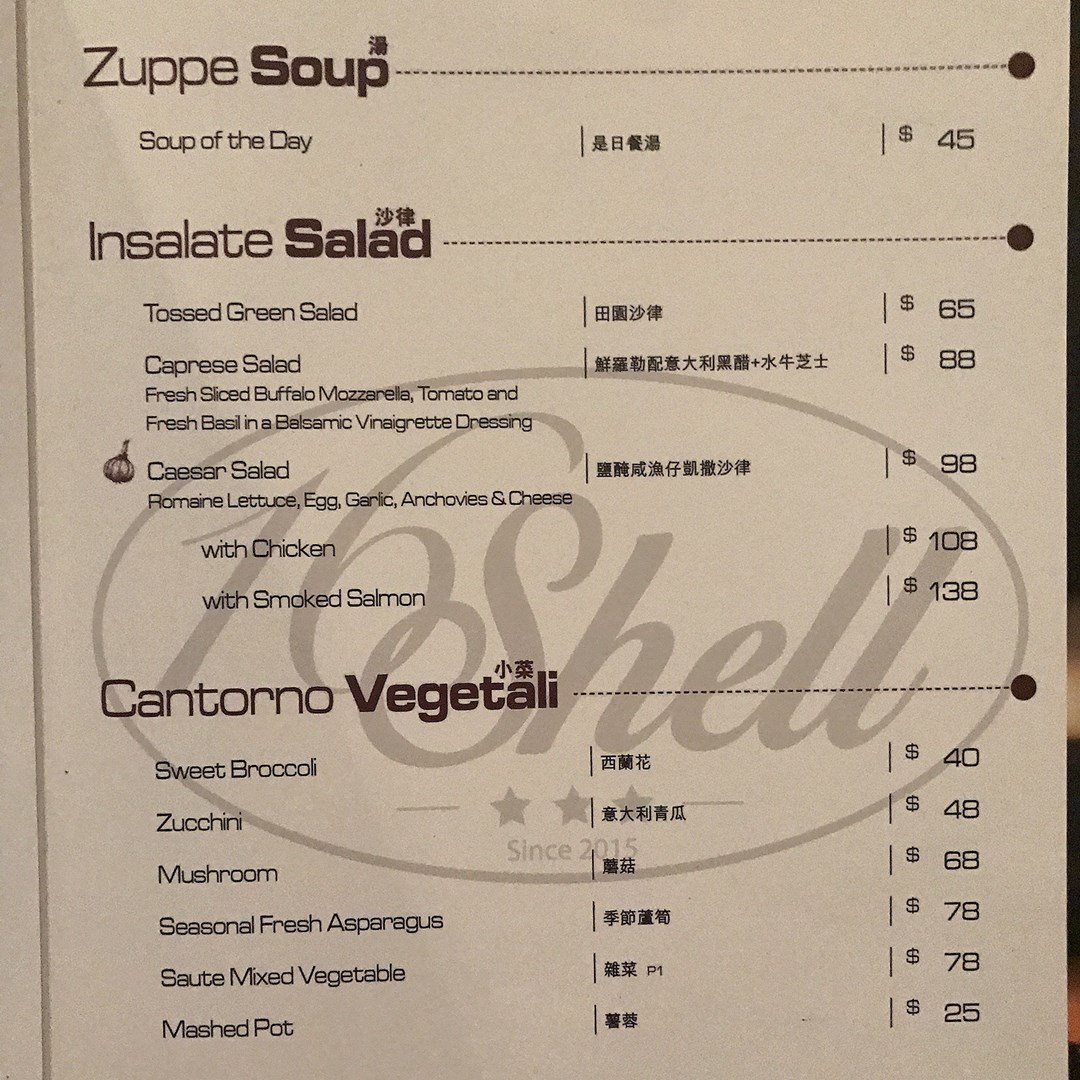 湯
Zuppe Soup
Soup of the Day 是日餐湯 $ 45
沙律
Insalate Salad
Tossed Green Salad 田園沙律 $ 65
Caprese Salad 鮮羅勒配意大利黑醋+水牛芝士 $ 88
Fresh Sliced Buffalo Mozzarella, Tomato and
Fresh Basil in a Balsamic Vinaigrette Dressing
Caesar Salad 鹽醃咸漁仔凱撒沙律 $ 98
Romaine Lettuce, Egg, Garlic, Anchovies & Cheese
with Chicken $ 108
with Smoked Salmon $ 138
16 Shell
小菜
Cantorno Vegetali
Sweet Broccoli 西蘭花 $ 40
Zucchini 意大利青瓜 $ 48
Since 2015
Mushroom 蘑菇 $ 68
Seasonal Fresh Asparagus 季節蘆筍 $ 78
Saute Mixed Vegetable 雜菜 P1 $ 78
Mashed Pot 薯蓉 $ 25